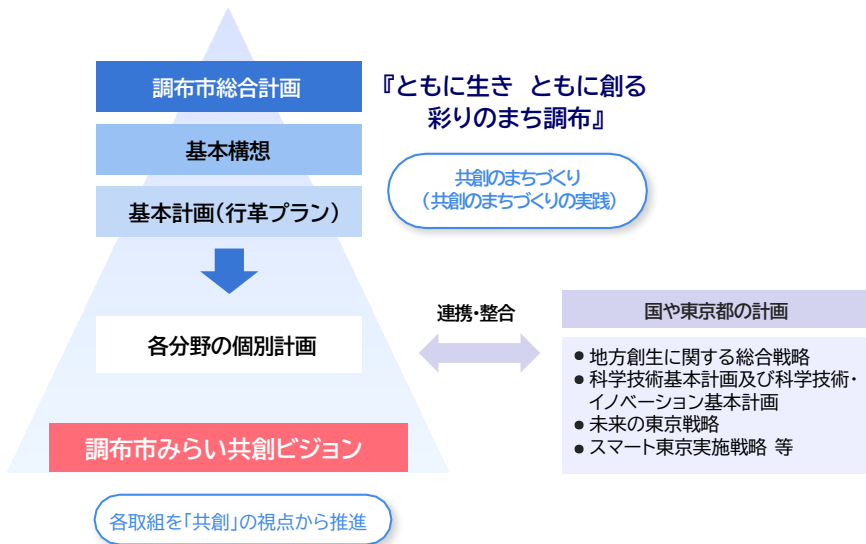 調布市総合計画
『ともに生き ともに創る
彩りのまち調布』
基本構想
共創のまちづくり
（共創のまちづくりの実践）
基本計画（行革プラン）
各分野の個別計画
連携・整合
国や東京都の計画
● 地方創生に関する総合戦略
● 科学技術基本計画及び科学技術・
イノベーション基本計画
● 未来の東京戦略
● スマート東京実施戦略 等
調布市みらい共創ビジョン
各取組を「共創」の視点から推進